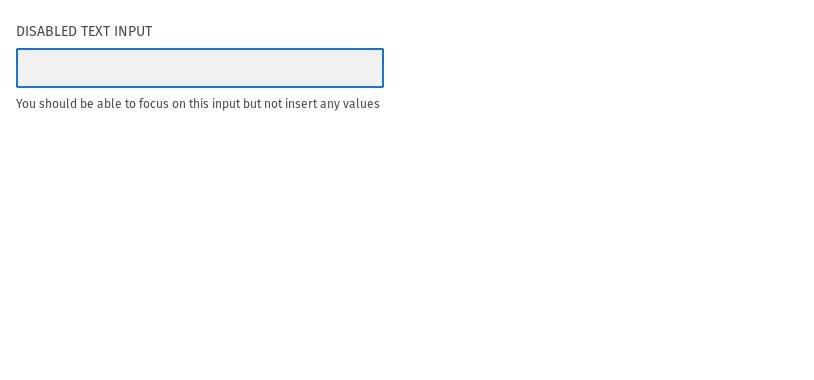 DISABLED TEXT INPUT
You should be able to focus on this input but not insert any values